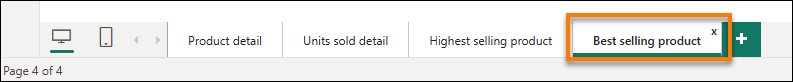 Product detail
Units sold detail
Highest selling product
Best selling product x
+
Page 4 of 4